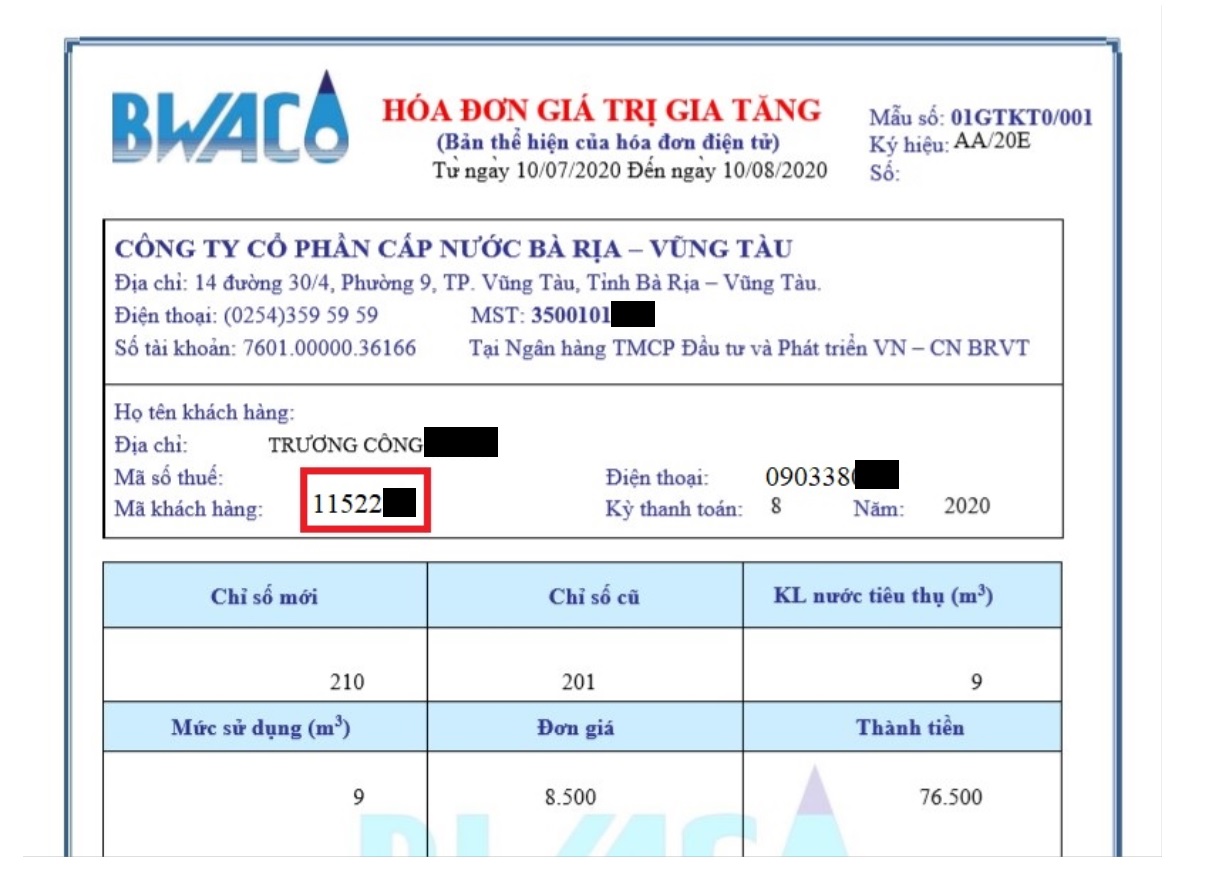 BWACO
HÓA ĐƠN GIÁ TRỊ GIA TĂNG
(Bản thể hiện của hóa đơn điện tử)
Từ ngày 10/07/2020 Đến ngày 10/08/2020
Mẫu số: 01GTKT0/001
Ký hiệu: AA/20E
Số:
CÔNG TY CỔ PHẦN CẤP NƯỚC BÀ RỊA – VŨNG TÀU
Địa chỉ: 14 đường 30/4, Phường 9, TP. Vũng Tàu, Tỉnh Bà Rịa – Vũng Tàu.
Điện thoại: (0254)359 59 59 MST: 3500101
Số tài khoản: 7601.00000.36166 Tại Ngân hàng TMCP Đầu tư và Phát triển VN – CN BRVT
Họ tên khách hàng:
Địa chỉ: TRƯƠNG CÔNG
Mã số thuế: Điện thoại: 090338
Mã khách hàng: 11522 Kỳ thanh toán: 8 Năm: 2020
Chỉ số mới Chỉ số cũ KL nước tiêu thụ (m³)
210 201 9
Mức sử dụng (m³) Đơn giá Thành tiền
9 8.500 76.500
BWACO